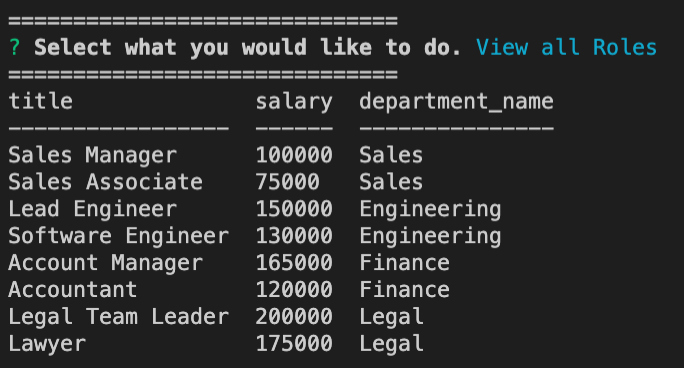 ==============================
? Select what you would like to do. View all Roles
==============================
title              salary  department_name
-----------------  ------  ---------------
Sales Manager      100000  Sales
Sales Associate    75000   Sales
Lead Engineer      150000  Engineering
Software Engineer  130000  Engineering
Account Manager    165000  Finance
Accountant         120000  Finance
Legal Team Leader  200000  Legal
Lawyer             175000  Legal